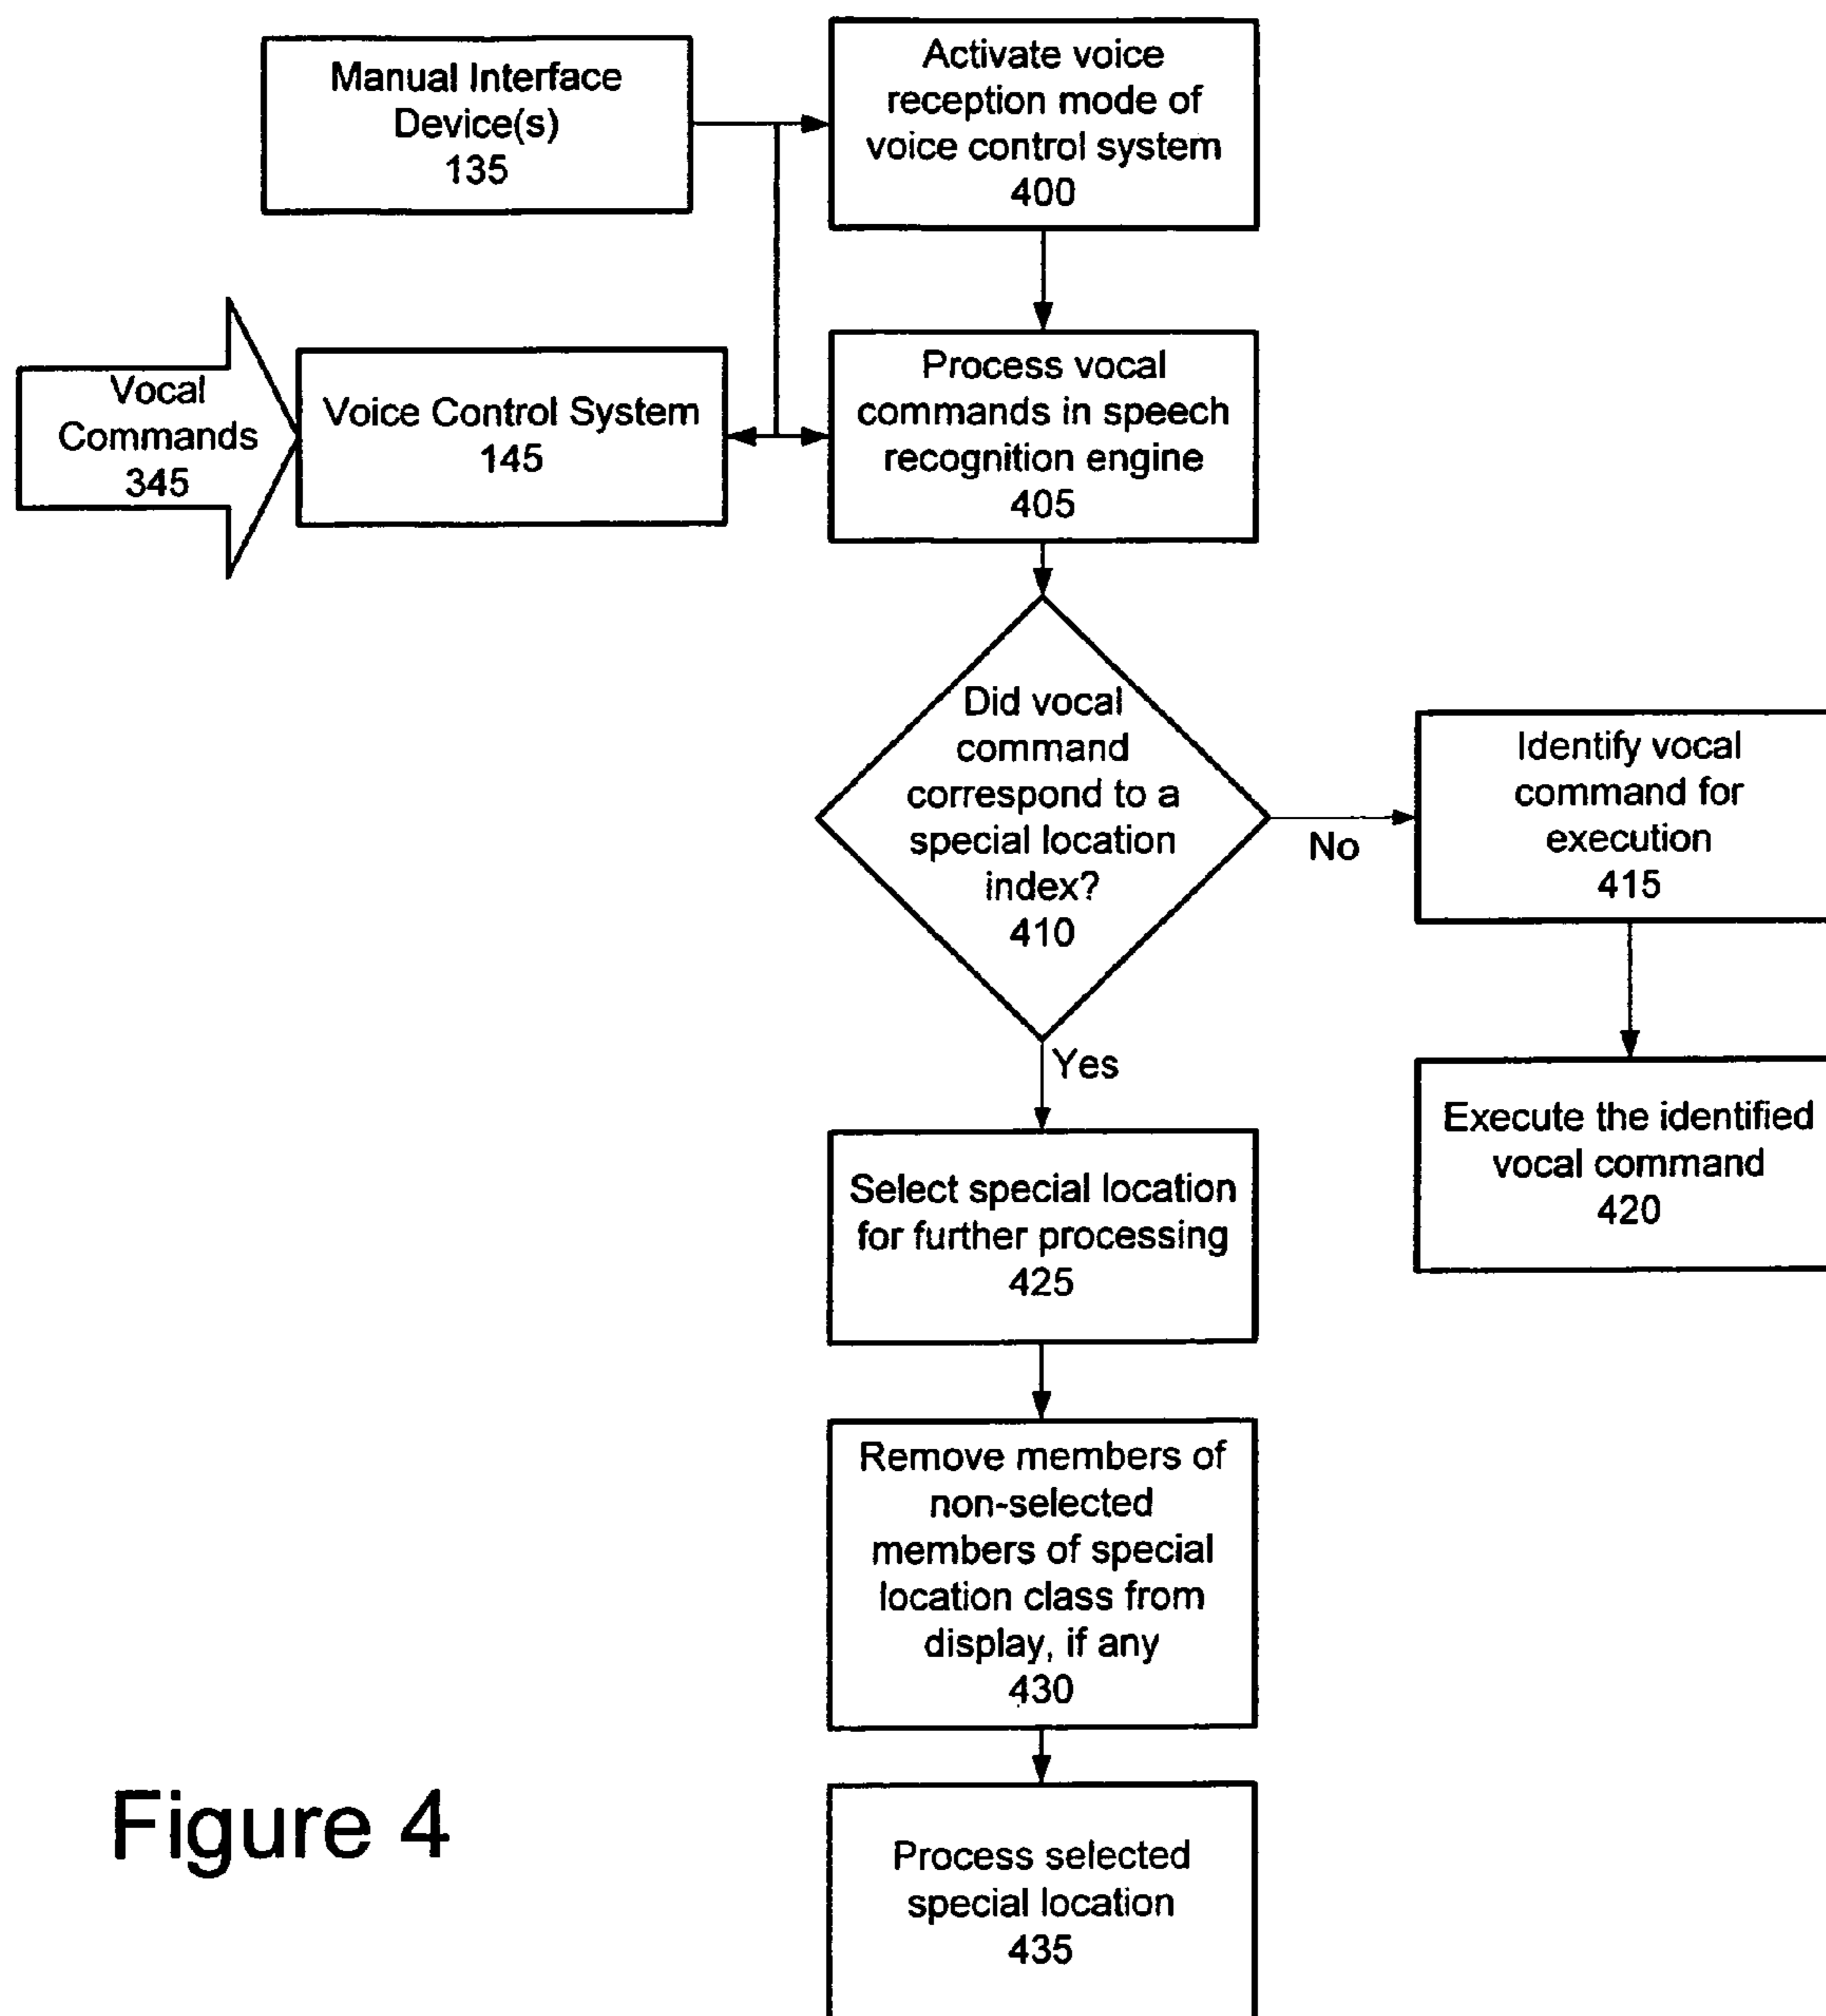 Manual Interface
Device(s)
135
Activate voice
reception mode of
voice control system
400
Vocal
Commands
345
Voice Control System
145
Process vocal
commands in speech
recognition engine
405
Did vocal
command
correspond to a
special location
index?
410
No
Identify vocal
command for
execution
415
Yes
Execute the identified
vocal command
420
Select special location
for further processing
425
Remove members of
non-selected
members of special
location class from
display, if any
430
Process selected
special location
435
Figure 4